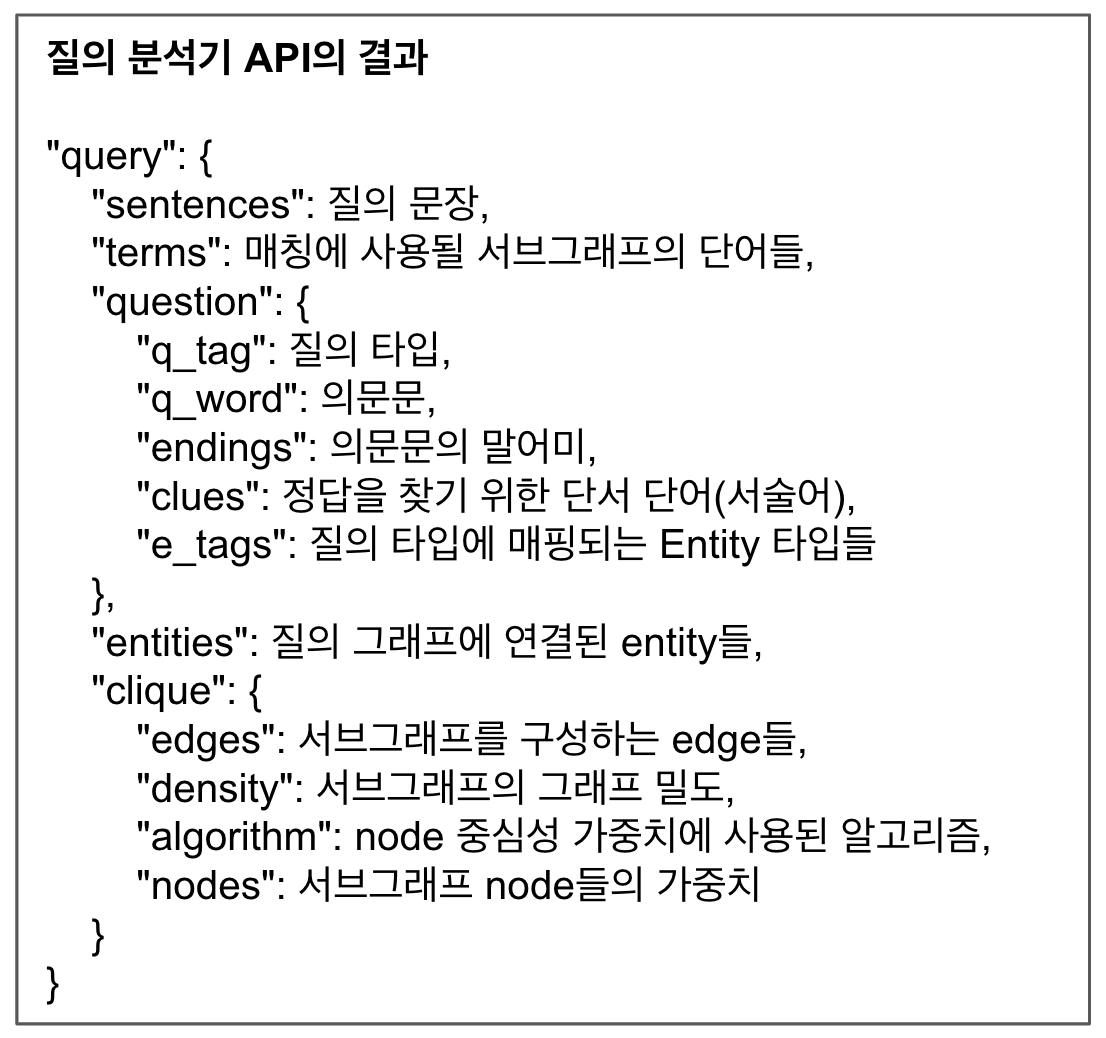 질의 분석기 API의 결과
"query": {
"sentences": 질의 문장,
"terms": 매칭에 사용될 서브그래프의 단어들,
"question": {
"q_tag": 질의 타입,
"q_word": 의문문,
"endings": 의문문의 말어미,
"clues": 정답을 찾기 위한 단서 단어(서술어),
"e_tags": 질의 타입에 매핑되는 Entity 타입들
},
"entities": 질의 그래프에 연결된 entity들,
"clique": {
"edges": 서브그래프를 구성하는 edge들,
"density": 서브그래프의 그래프 밀도,
"algorithm": node 중심성 가중치에 사용된 알고리즘,
"nodes": 서브그래프 node들의 가중치
}
}